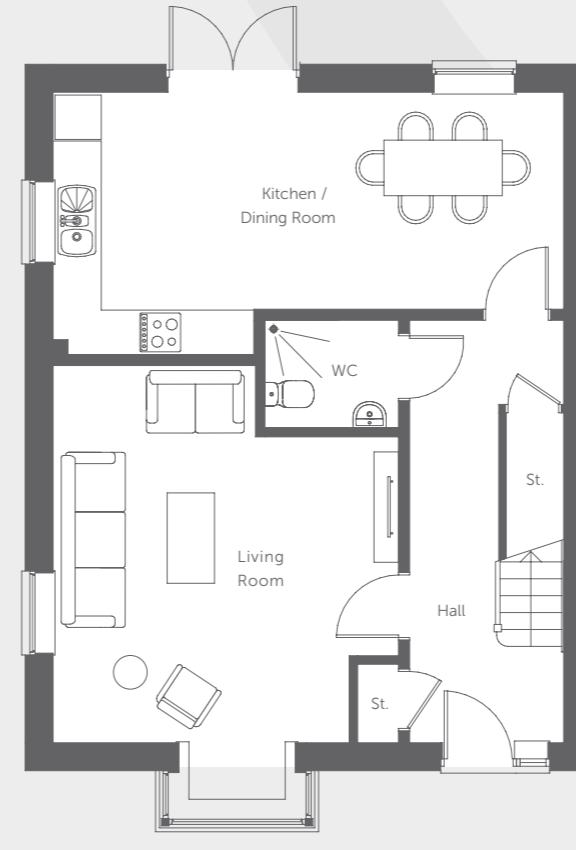 Kitchen /
Dining Room
WC
St.
Living
Room
Hall
St.